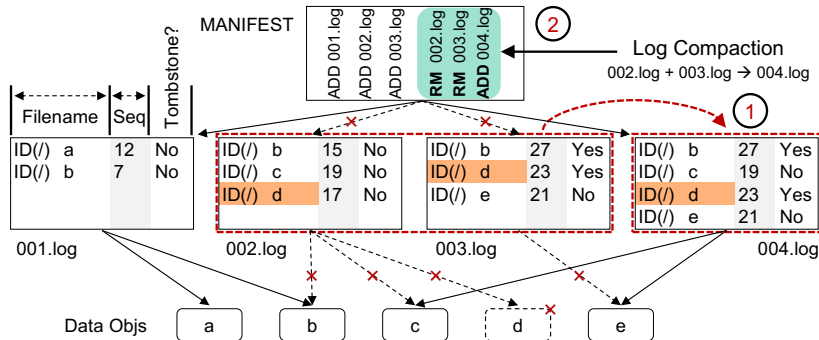 MANIFEST
ADD 001.log
ADD 002.log
ADD 003.log
RM 002.log
RM 003.log
ADD 004.log
2
Log Compaction
002.log + 003.log → 004.log
Filename
Seq
Tombstone?
1
ID(/) a 12 No
ID(/) b 7 No
001.log
ID(/) b 15 No
ID(/) c 19 No
ID(/) d 17 No
002.log
ID(/) b 27 Yes
ID(/) d 23 Yes
ID(/) e 21 No
003.log
ID(/) b 27 Yes
ID(/) c 19 No
ID(/) d 23 Yes
ID(/) e 21 No
004.log
Data Objs
a
b
c
d
e